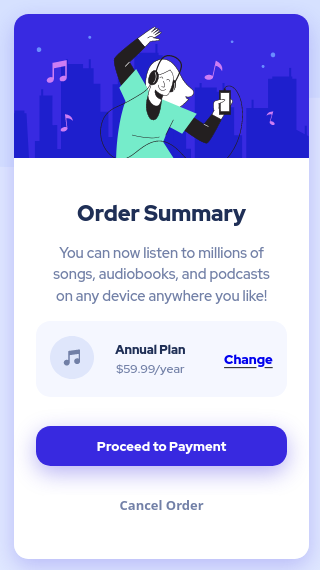 Order Summary
You can now listen to millions of
songs, audiobooks, and podcasts
on any device anywhere you like!
Annual Plan
$59.99/year
Change
Proceed to Payment
Cancel Order